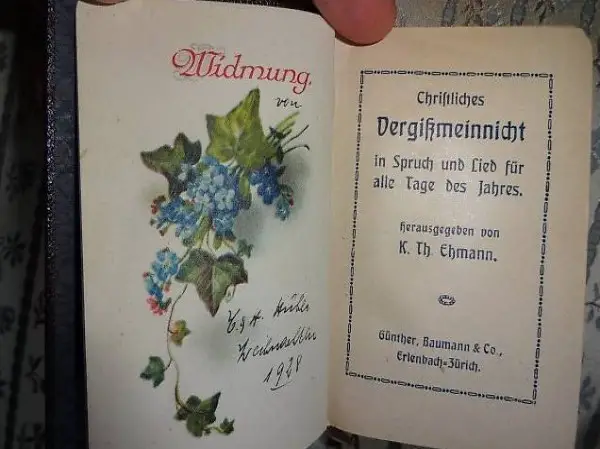 Widmung.
von
E & H Huber
Weihnachten
1928
Christliches
Vergißmeinnicht
in Spruch und Lied für
alle Tage des Jahres.
Herausgegeben von
K. Th. Ehmann.
Günther, Baumann & Co.,
Erlenbach-Zürich.